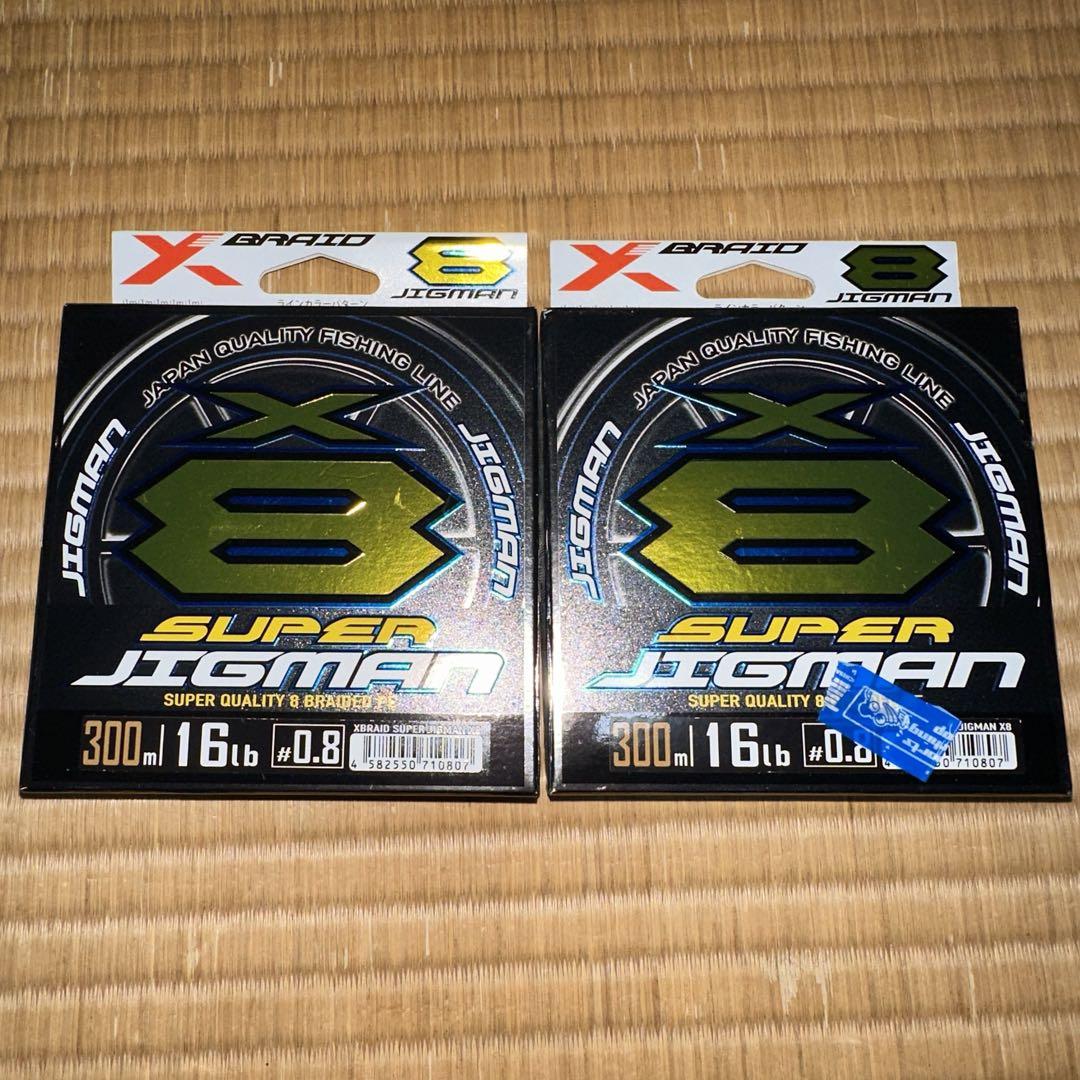 X BRAID
8
JIGMAN
ラインカラーパターン
JAPAN QUALITY FISHING LINE
JIGMAN
JIGMAN
X
8
SUPER
JIGMAN
SUPER QUALITY 8 BRAIDED PE
300m 16lb #0.8
XBRAID SUPER JIGMAN X8
4 582550 710807
X BRAID
8
JIGMAN
ラインカラーパターン
JAPAN QUALITY FISHING LINE
JIGMAN
JIGMAN
X
8
SUPER
JIGMAN
SUPER QUALITY 8
300m 16lb #0.8
JIGMAN X8
710807